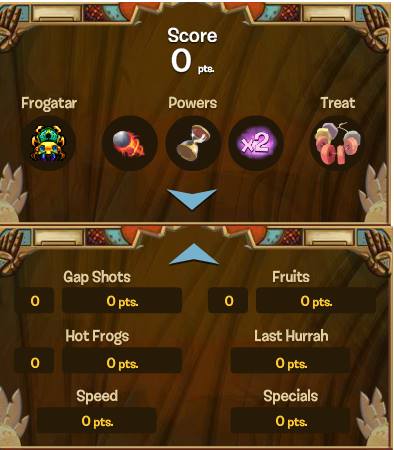 Score
0 pts.
Frogatar Powers Treat
x2
Gap Shots Fruits
0 0 pts. 0 0 pts.
Hot Frogs Last Hurrah
0 0 pts. 0 pts.
Speed Specials
0 pts. 0 pts.